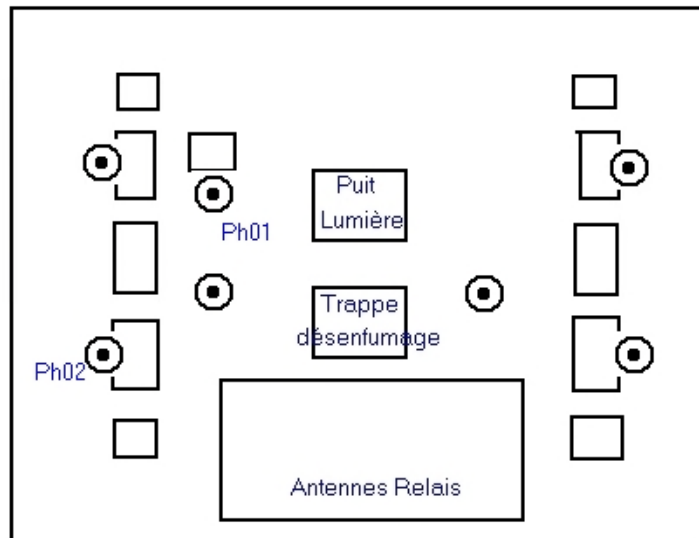 Puit
Lumière
Ph01
Trappe
désenfumage
Ph02
Antennes Relais